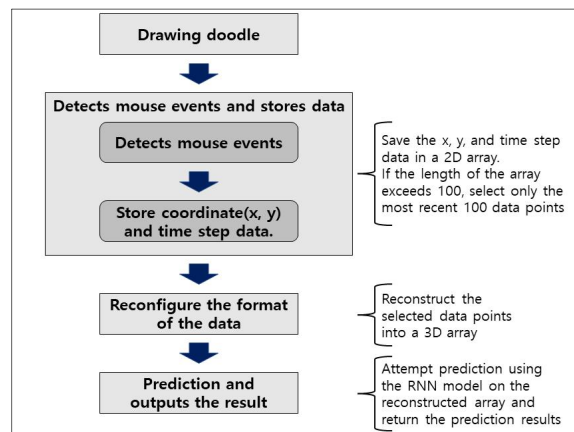 Drawing doodle
Detects mouse events and stores data
Detects mouse events
Store coordinate(x, y)
and time step data.
Save the x, y, and time step
data in a 2D array.
If the length of the array
exceeds 100, select only the
most recent 100 data points
Reconfigure the format
of the data
Reconstruct the
selected data points
into a 3D array
Prediction and
outputs the result
Attempt prediction using
the RNN model on the
reconstructed array and
return the prediction results